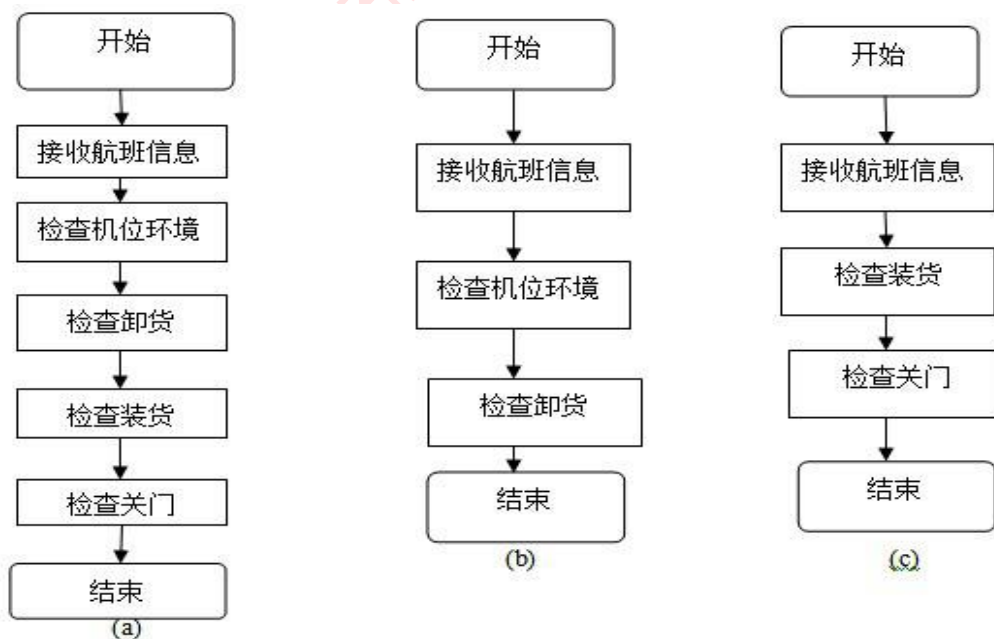 开始
接收航班信息
检查机位环境
检查卸货
检查装货
检查关门
结束
(a)
开始
接收航班信息
检查机位环境
检查卸货
结束
(b)
开始
接收航班信息
检查装货
检查关门
结束
(c)